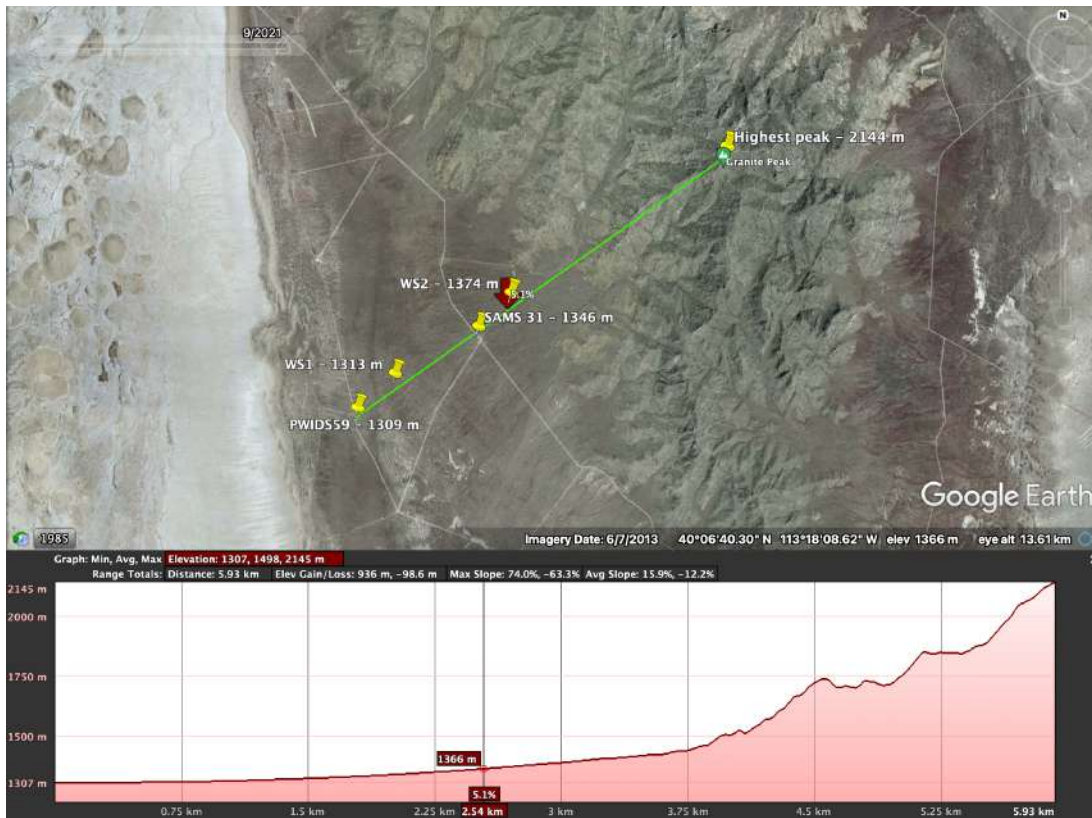 N
9/2021
Highest peak - 2144 m
Granite Peak
WS2 - 1374 m
5.1%
SAMS 31 - 1346 m
WS1 - 1313 m
PWIDS59 - 1309 m
Google Earth
1985
Imagery Date: 6/7/2013 40°06'40.30" N 113°18'08.62" W elev 1366 m eye alt 13.61 km
Graph: Min, Avg, Max Elevation: 1307, 1498, 2145 m
Range Totals: Distance: 5.93 km Elev Gain/Loss: 936 m, -98.6 m Max Slope: 74.0%, -63.3% Avg Slope: 15.9%, -12.2%
2145 m
2000 m
1750 m
1500 m
1366 m
1307 m
5.1%
0.75 km 1.5 km 2.25 km 2.54 km 3 km 3.75 km 4.5 km 5.25 km 5.93 km